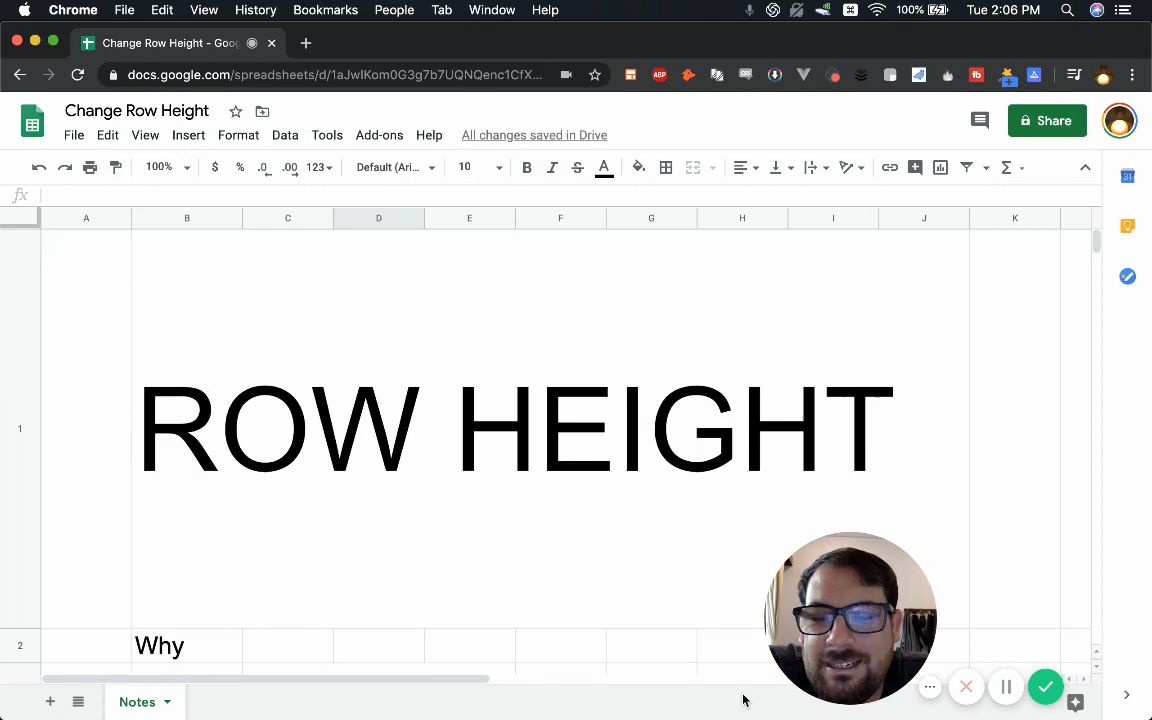 Chrome File Edit View History Bookmarks People Tab Window Help 100% Tue 2:06 PM
Change Row Height - Goog
docs.google.com/spreadsheets/d/1aJwIKom0G3g7b7UQNQenc1CfX...
Change Row Height
File Edit View Insert Format Data Tools Add-ons Help All changes saved in Drive
Share
100% $ % .0 .00 123 Default (Ari... 10 B I S A
fx
A B C D E F G H I J K
1
ROW HEIGHT
2 Why
Notes